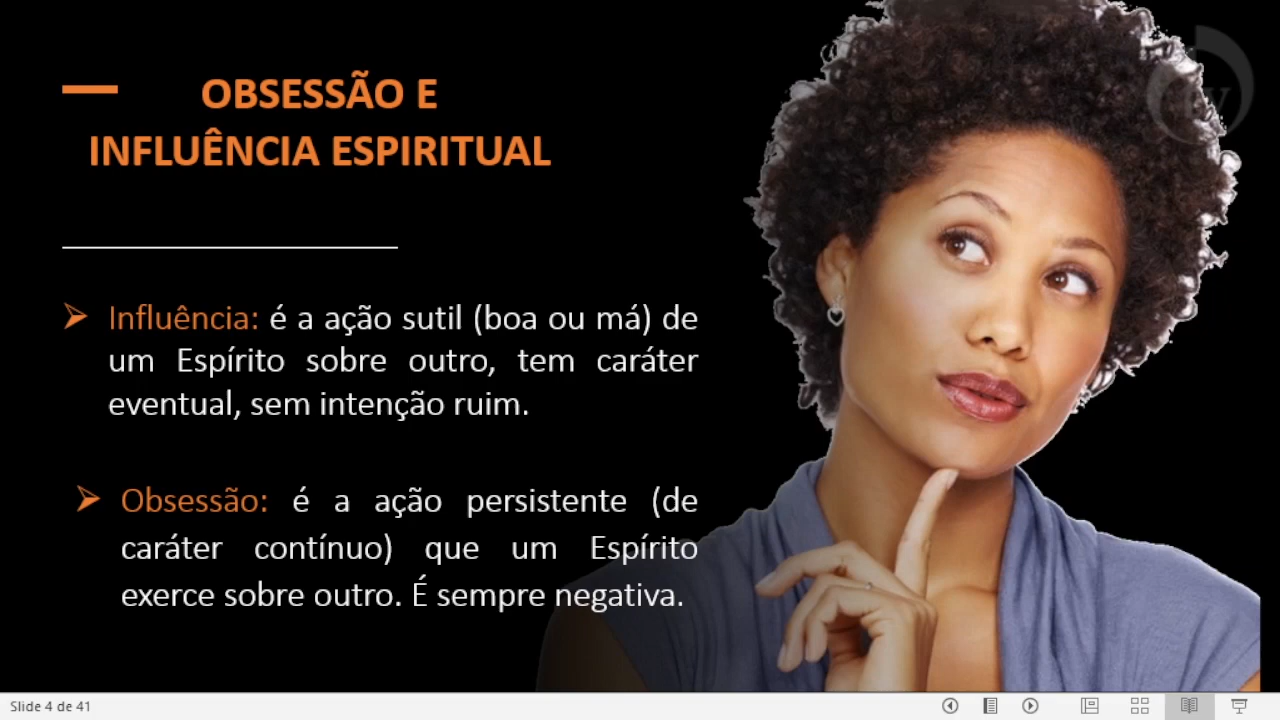 OBSESSÃO E
INFLUÊNCIA ESPIRITUAL
Influência: é a ação sutil (boa ou má) de
um Espírito sobre outro, tem caráter
eventual, sem intenção ruim.
Obsessão: é a ação persistente (de
caráter contínuo) que um Espírito
exerce sobre outro. É sempre negativa.
Slide 4 de 41